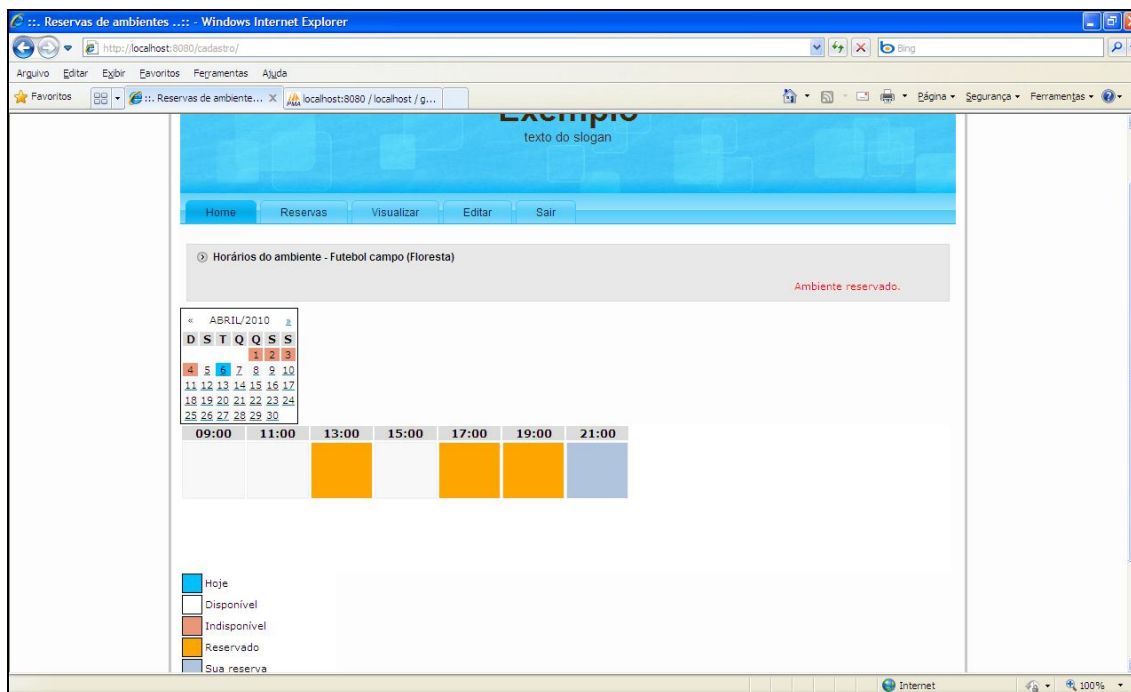 ::. Reservas de ambientes ..:: - Windows Internet Explorer
http://localhost:8080/cadastro/
Bing
Arquivo Editar Exibir Favoritos Ferramentas Ajuda
Favoritos ::. Reservas de ambiente... X localhost:8080 / localhost / g... Página Segurança Ferramentas
Exemplo
texto do slogan
Home Reservas Visualizar Editar Sair
Horários do ambiente - Futebol campo (Floresta)
Ambiente reservado.
« ABRIL/2010 »
D S T Q Q S S
1 2 3
4 5 6 7 8 9 10
11 12 13 14 15 16 17
18 19 20 21 22 23 24
25 26 27 28 29 30
09:00 11:00 13:00 15:00 17:00 19:00 21:00
Hoje
Disponível
Indisponível
Reservado
Sua reserva
Internet 100%